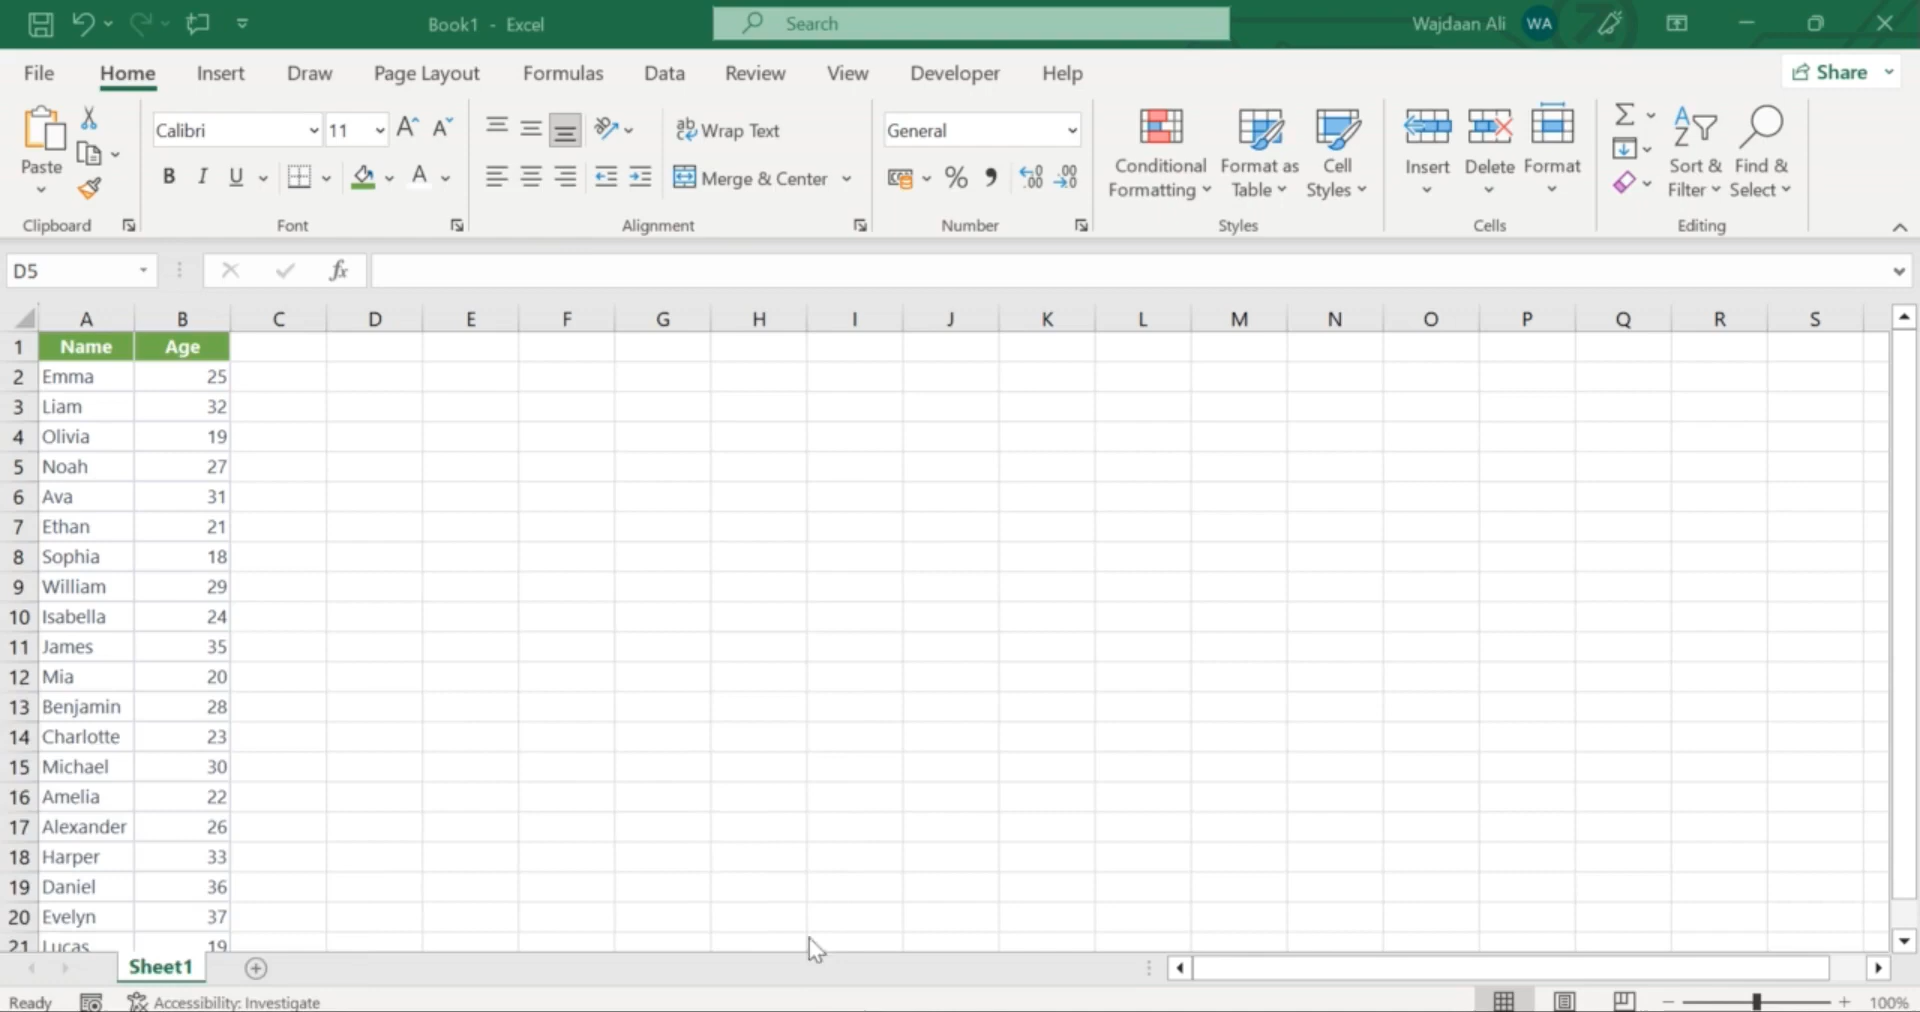 Book1 - Excel
Search
Wajdaan Ali WA
File Home Insert Draw Page Layout Formulas Data Review View Developer Help Share
Paste
Clipboard
Calibri 11
B I U A
Font
Wrap Text
Merge & Center
Alignment
General
% 9
Number
Conditional Formatting
Format as Table
Cell Styles
Styles
Insert Delete Format
Cells
Sort & Filter
Find & Select
Editing
D5 fx
A B C D E F G H I J K L M N O P Q R S
1 Name Age
2 Emma 25
3 Liam 32
4 Olivia 19
5 Noah 27
6 Ava 31
7 Ethan 21
8 Sophia 18
9 William 29
10 Isabella 24
11 James 35
12 Mia 20
13 Benjamin 28
14 Charlotte 23
15 Michael 30
16 Amelia 22
17 Alexander 26
18 Harper 33
19 Daniel 36
20 Evelyn 37
21 Lucas 19
Sheet1
Ready Accessibility: Investigate 100%